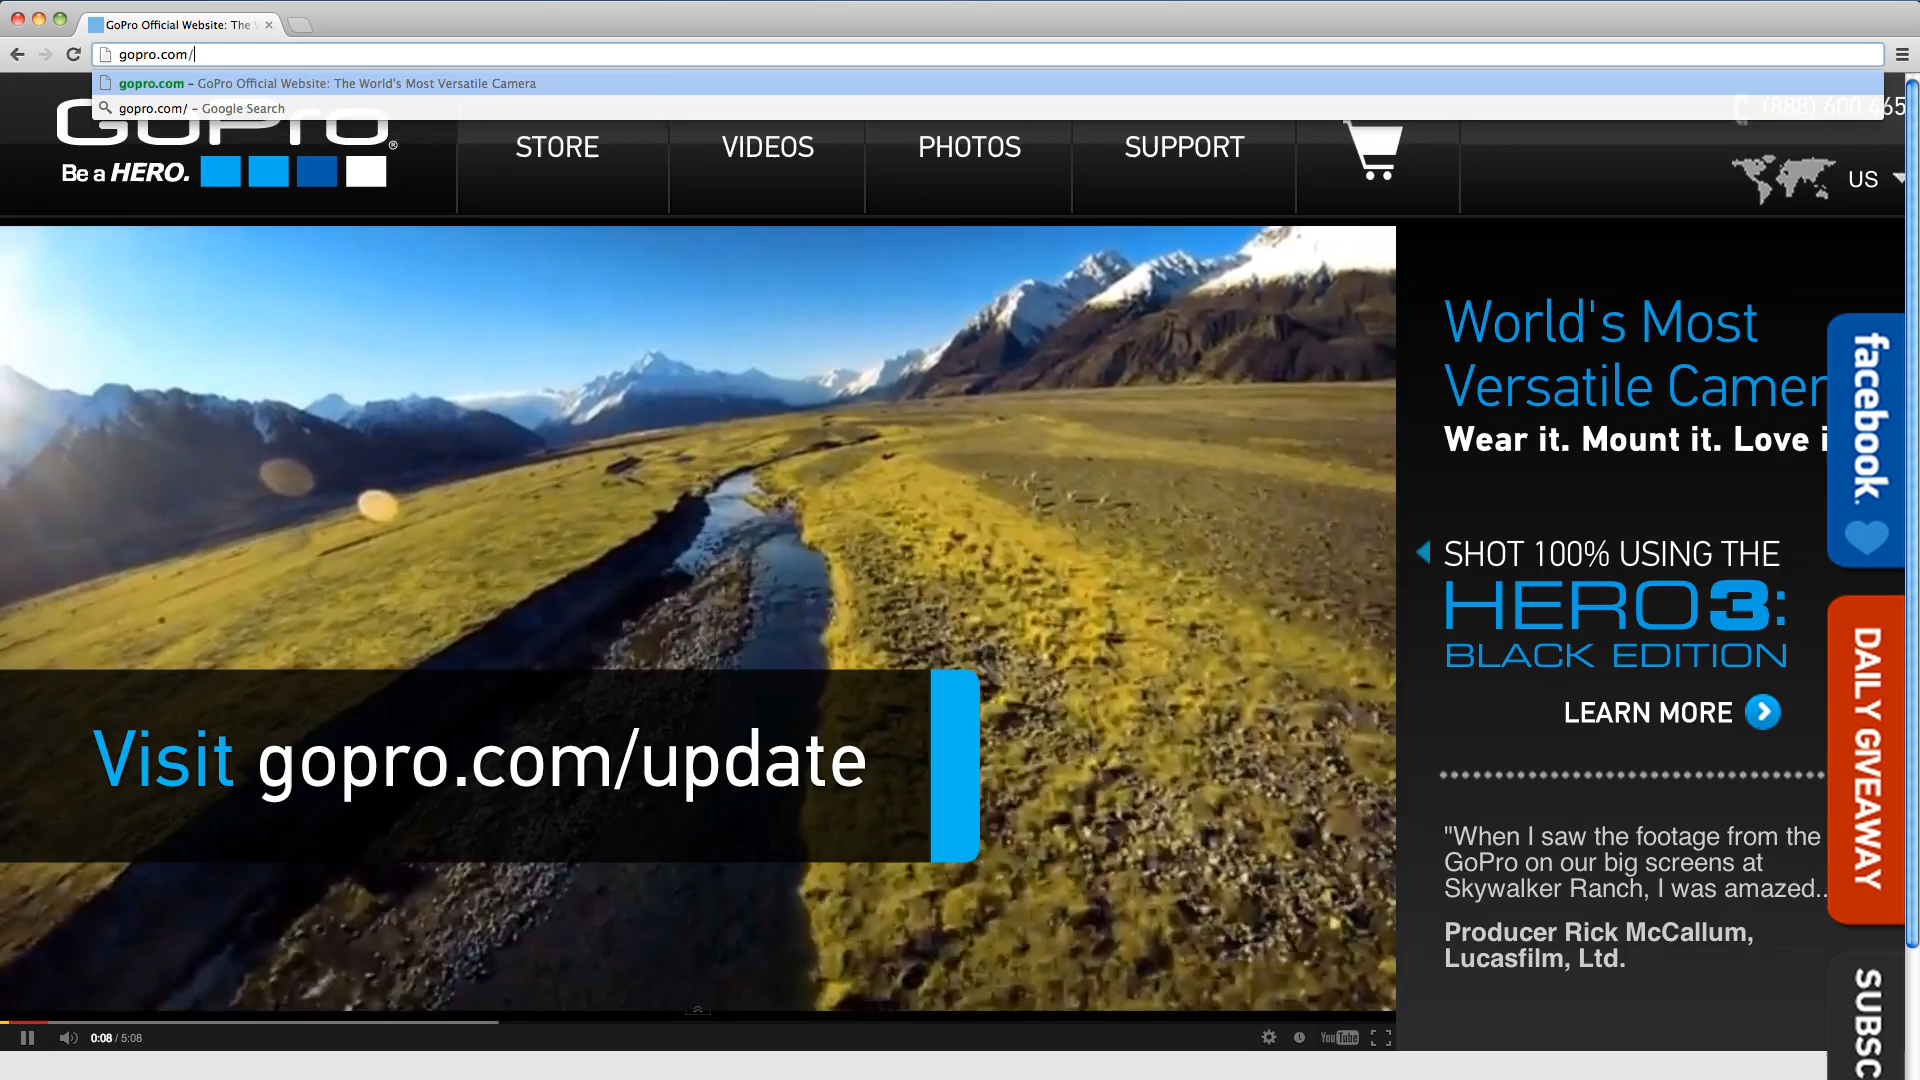 GoPro Official Website: The
gopro.com/
gopro.com – GoPro Official Website: The World's Most Versatile Camera
gopro.com/ – Google Search
GoPro®
Be a HERO.
STORE
VIDEOS
PHOTOS
SUPPORT
(888) 600 465
US
World's Most
Versatile Camer
Wear it. Mount it. Love i
SHOT 100% USING THE
HERO3:
BLACK EDITION
LEARN MORE
"When I saw the footage from the
GoPro on our big screens at
Skywalker Ranch, I was amazed..
Producer Rick McCallum,
Lucasfilm, Ltd.
facebook.
DAILY GIVEAWAY
SUBSC
Visit gopro.com/update
0:08 / 5:08
YouTube